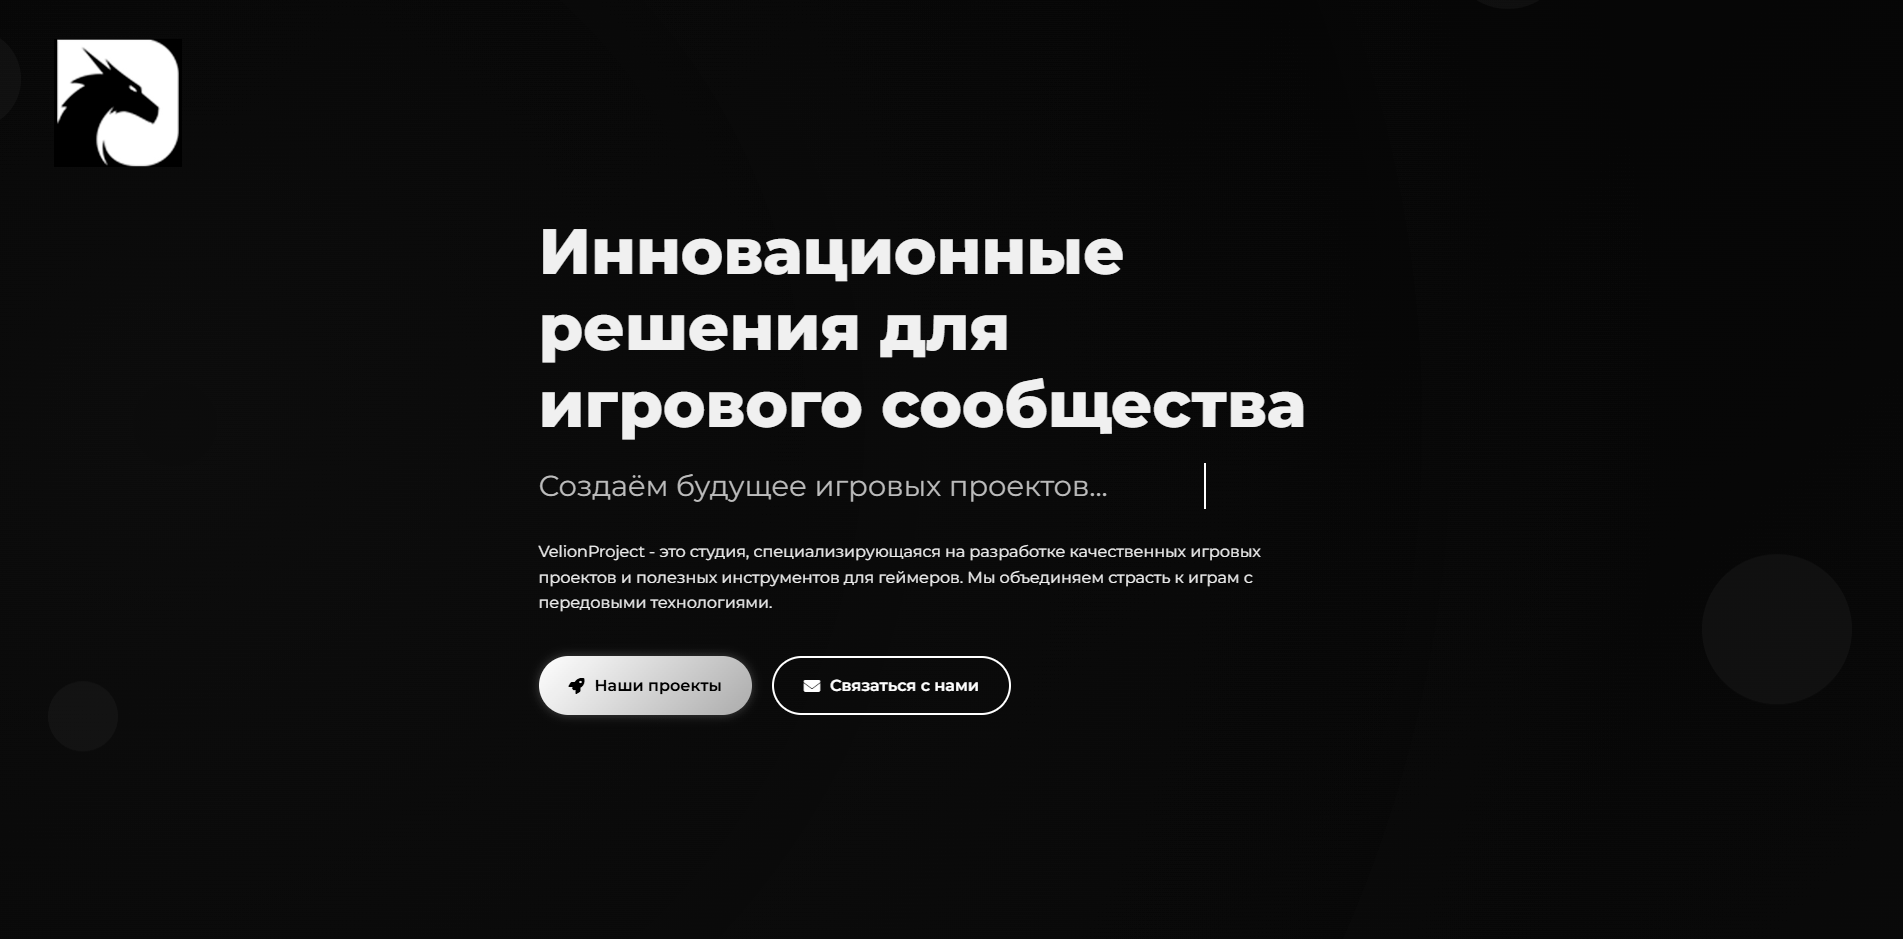 Инновационные
решения для
игрового сообщества
Создаём будущее игровых проектов...
VelionProject - это студия, специализирующаяся на разработке качественных игровых
проектов и полезных инструментов для геймеров. Мы объединяем страсть к играм с
передовыми технологиями.
Наши проекты
Связаться с нами